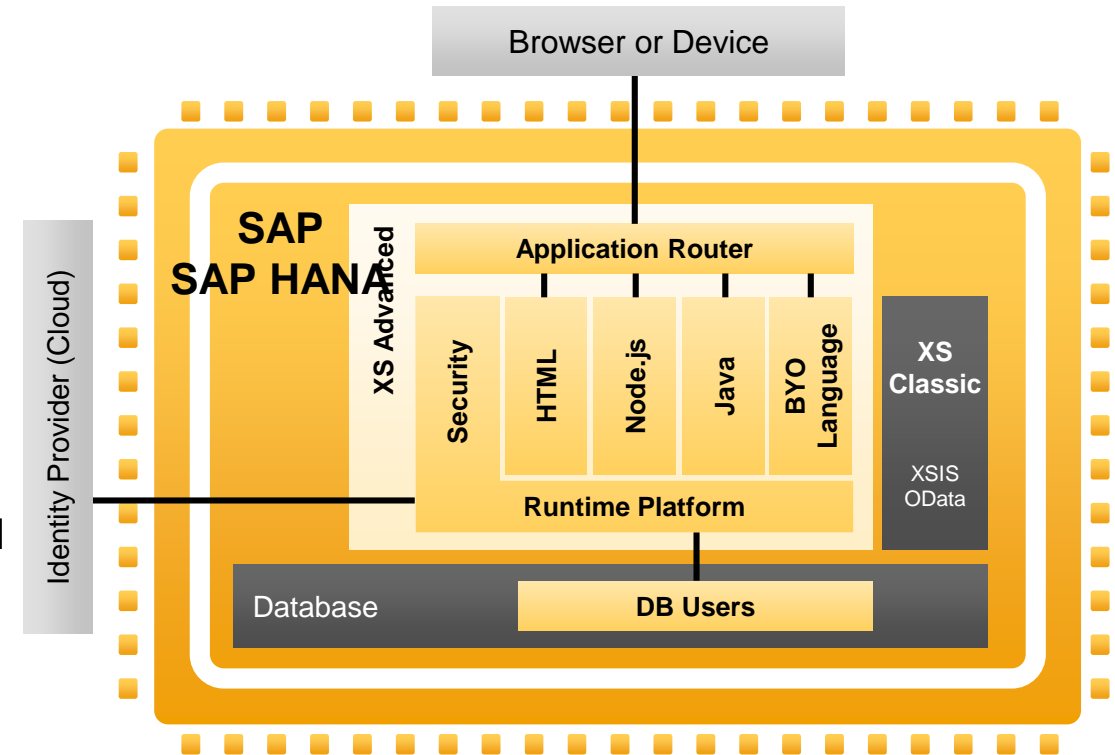 Browser or Device
SAP
SAP HANA
XS Advanced
Application Router
Security
HTML
Node.js
Java
BYO
Language
XS
Classic
XSIS
OData
Runtime Platform
Identity Provider (Cloud)
Database
DB Users